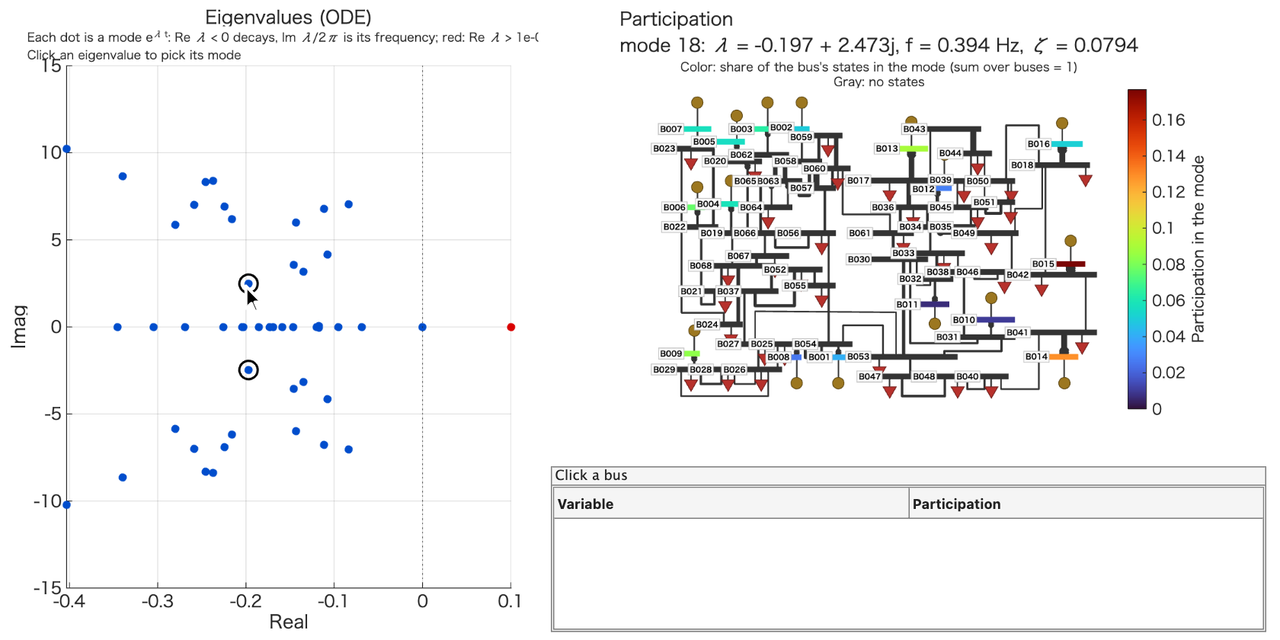 Eigenvalues (ODE)
Each dot is a mode e^λ t: Re λ < 0 decays, Im λ/2π is its frequency; red: Re λ > 1e-(
Click an eigenvalue to pick its mode
15
10
5
0
-5
-10
-15
Imag
-0.4 -0.3 -0.2 -0.1 0 0.1
Real
Participation
mode 18: λ = -0.197 + 2.473j, f = 0.394 Hz, ζ = 0.0794
Color: share of the bus's states in the mode (sum over buses = 1)
Gray: no states
B007 B003 B002 B043
B005 B059 B016
B023 B062 B013 B044
B020 B058 B018
B060
B065 B063 B017 B039 B050
B057 B012
B004 B051
B006 B064 B036 B045
B022 B019 B066 B056 B061 B034 B035 B049
B067 B033
B068 B052 B030 B015
B032 B038 B046 B042
B021 B037 B055
B011
B024 B010
B027 B025 B054 B031 B041
B009 B008 B001 B053 B014
B029 B028 B026
B047 B048 B040
0.16
0.14
0.12
0.1
0.08
0.06
0.04
0.02
0
Participation in the mode
Click a bus
Variable Participation